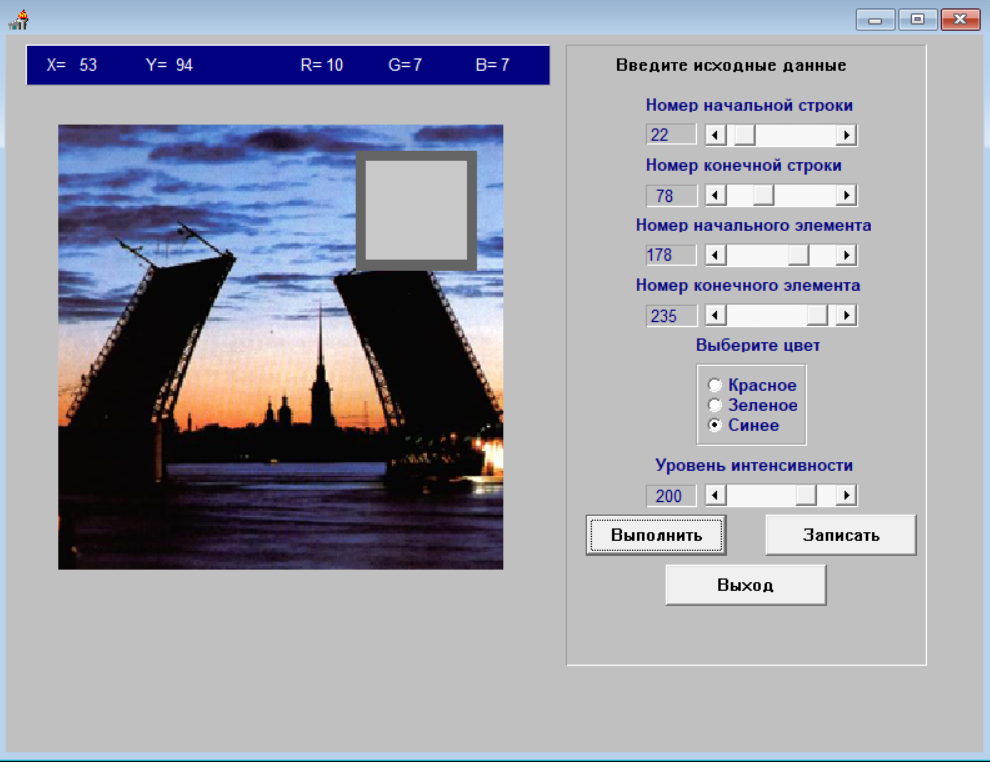 X= 53 Y= 94 R= 10 G= 7 B= 7
Введите исходные данные
Номер начальной строки
22
Номер конечной строки
78
Номер начального элемента
178
Номер конечного элемента
235
Выберите цвет
Красное
Зеленое
Синее
Уровень интенсивности
200
Выполнить Записать
Выход